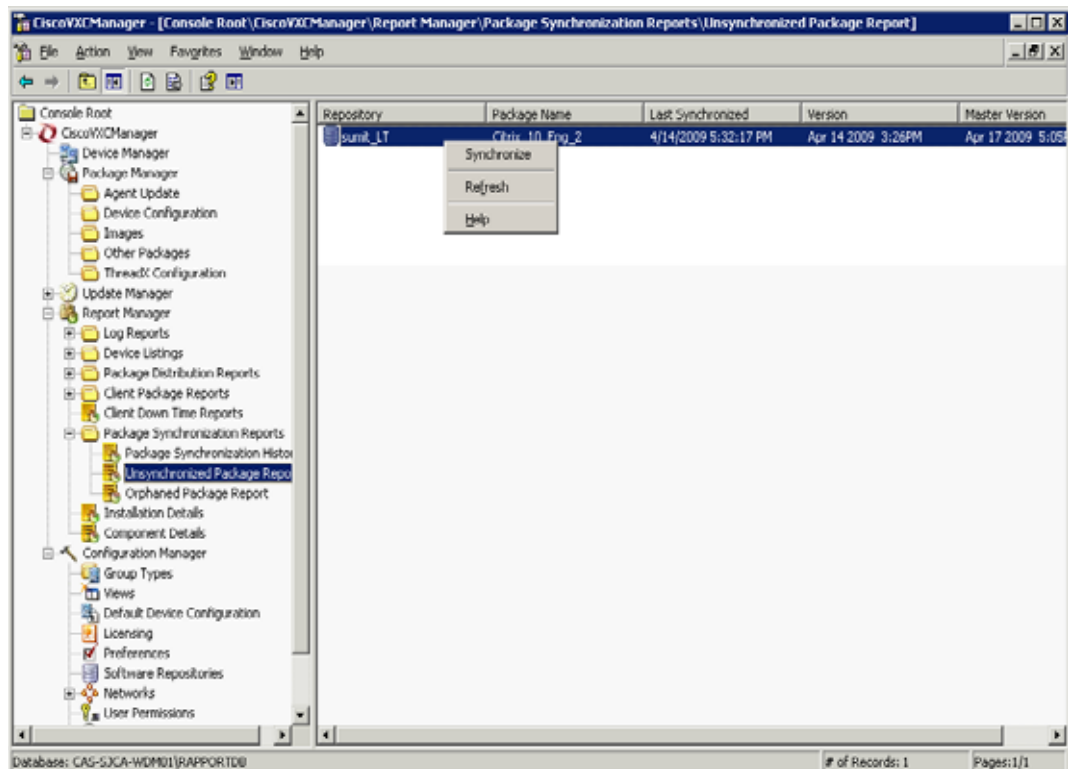 CiscoVXCManager - [Console Root\CiscoVXCManager\Report Manager\Package Synchronization Reports\Unsynchronized Package Report]
File Action View Favorites Window Help
Console Root
CiscoVXCManager
Device Manager
Package Manager
Agent Update
Device Configuration
Images
Other Packages
ThreadX Configuration
Update Manager
Report Manager
Log Reports
Device Listings
Package Distribution Reports
Client Package Reports
Client Down Time Reports
Package Synchronization Reports
Package Synchronization Histo
Unsynchronized Package Repo
Orphaned Package Report
Installation Details
Component Details
Configuration Manager
Group Types
Views
Default Device Configuration
Licensing
Preferences
Software Repositories
Networks
User Permissions
Repository Package Name Last Synchronized Version Master Version
sumit_LT Citrix_10_Eng_2 4/14/2009 5:32:17 PM Apr 14 2009 3:26PM Apr 17 2009 5:05
Synchronize
Refresh
Help
Database: CAS-SJCA-WDM01\RAPPORTDB # of Records: 1 Pages:1/1